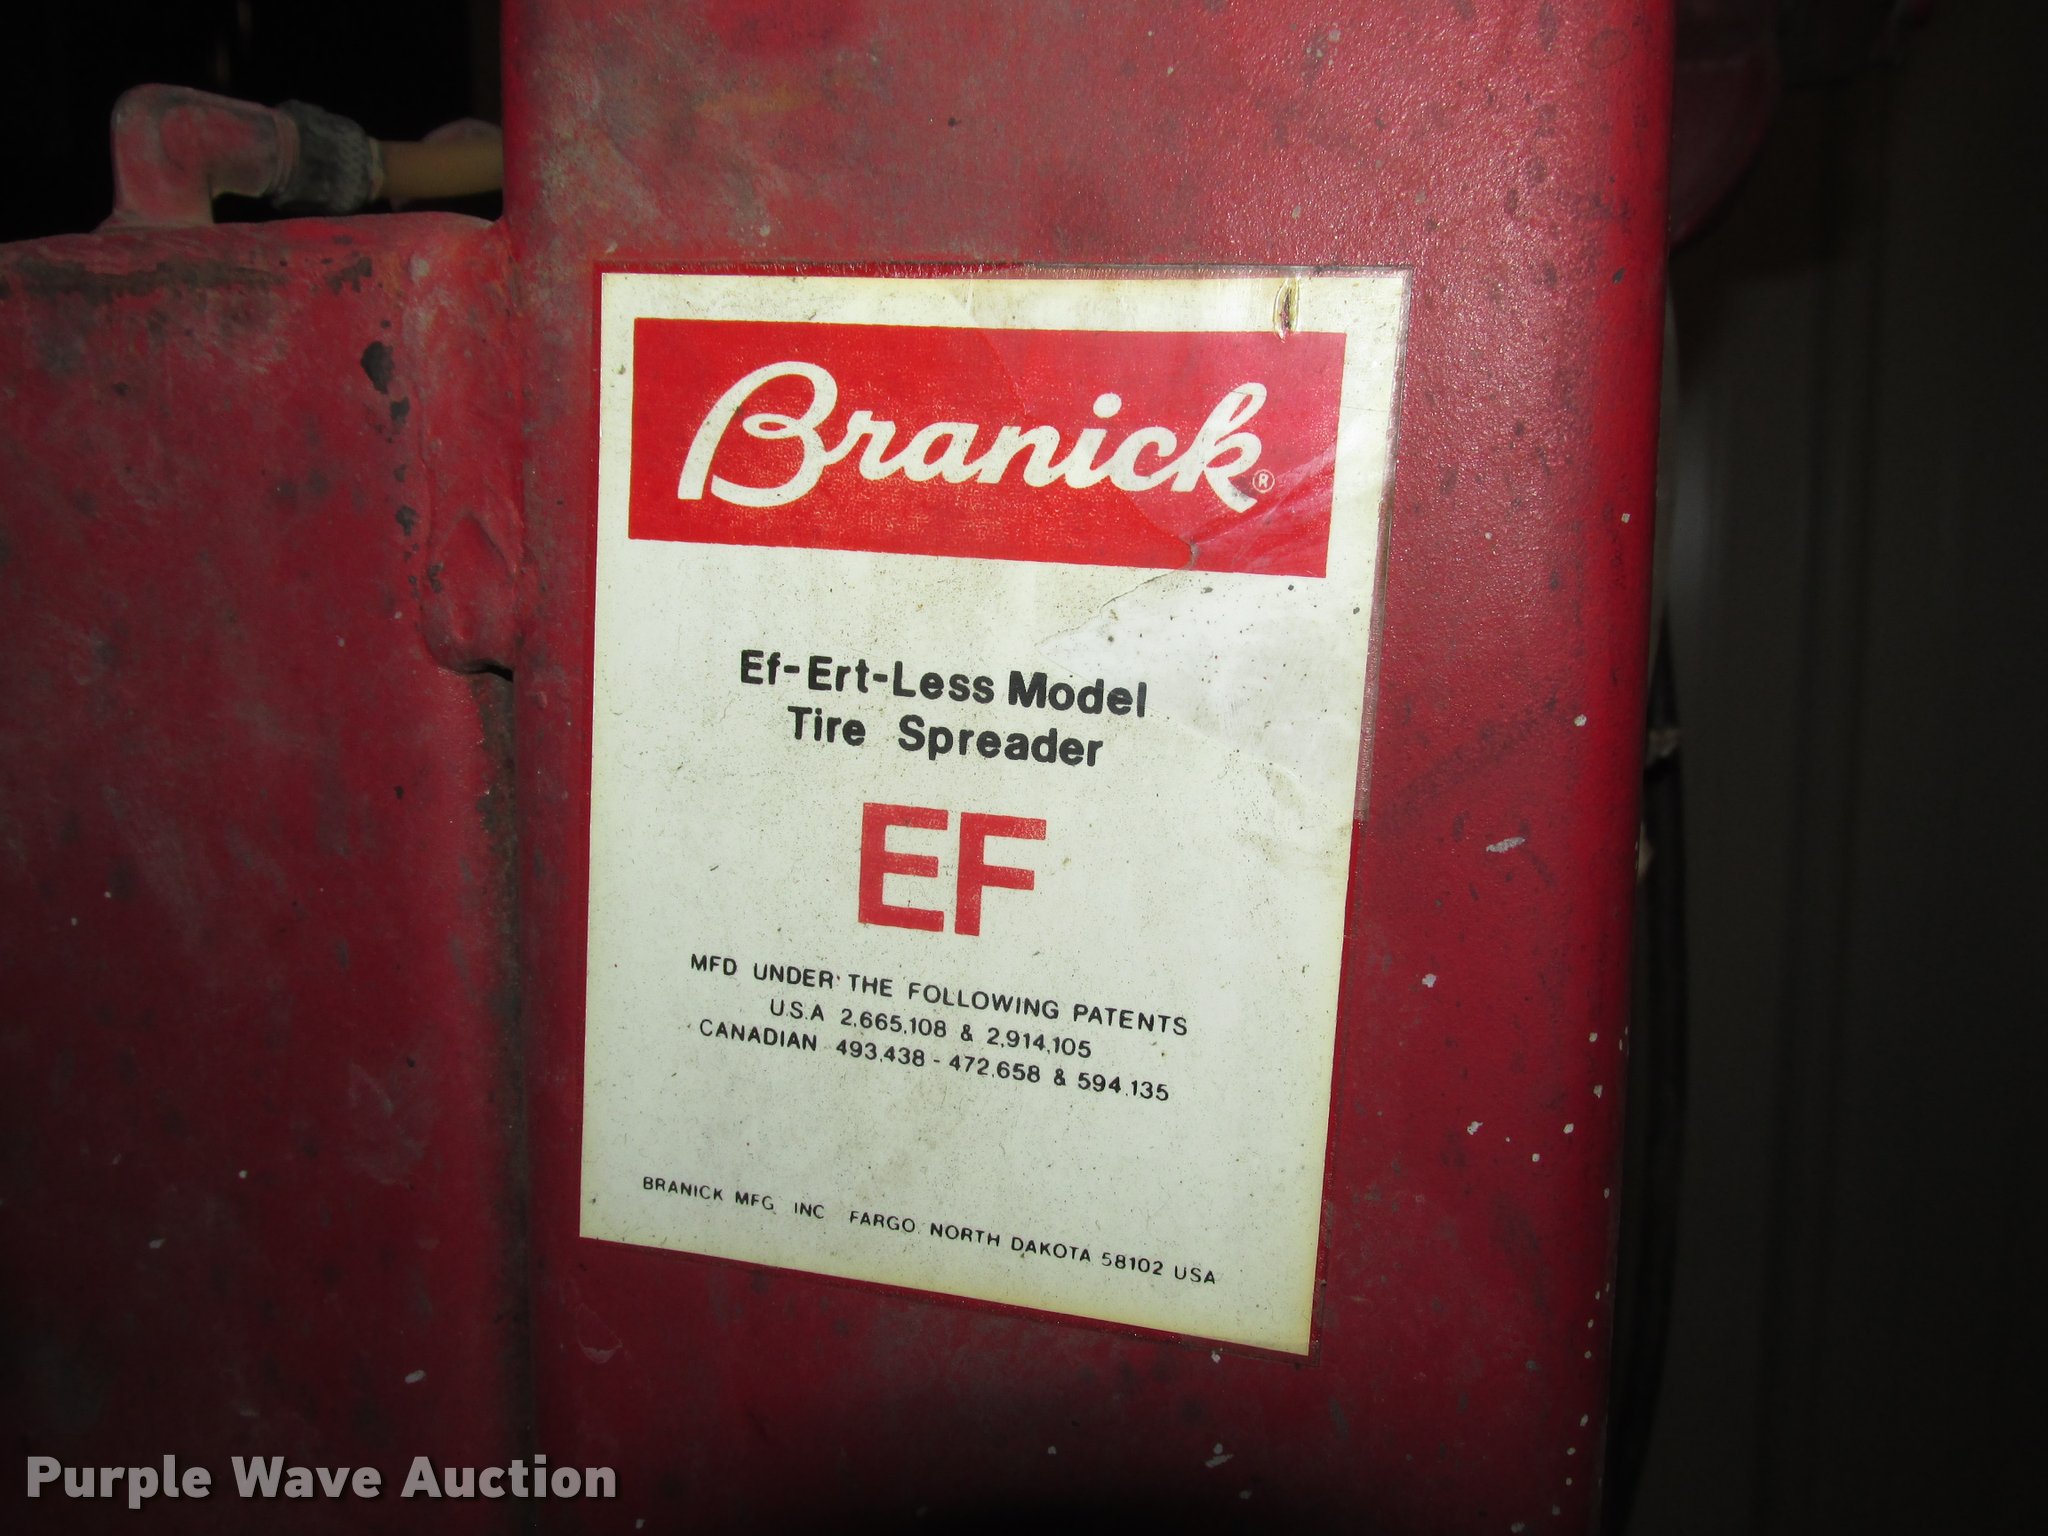 Branick®
Ef-Ert-Less Model
Tire Spreader
EF
MFD UNDER THE FOLLOWING PATENTS
U.S.A 2,665,108 & 2,914,105
CANADIAN 493,438 - 472,658 & 594,135
BRANICK MFG. INC FARGO, NORTH DAKOTA 58102 USA
Purple Wave Auction